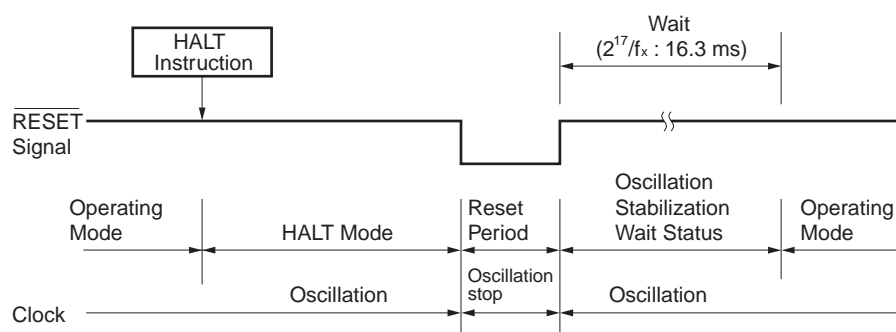 HALT
Instruction
Wait
(2¹⁷/fₓ : 16.3 ms)
RESET
Signal
Operating
Mode
HALT Mode
Reset
Period
Oscillation
Stabilization
Wait Status
Operating
Mode
Clock
Oscillation
Oscillation
stop
Oscillation